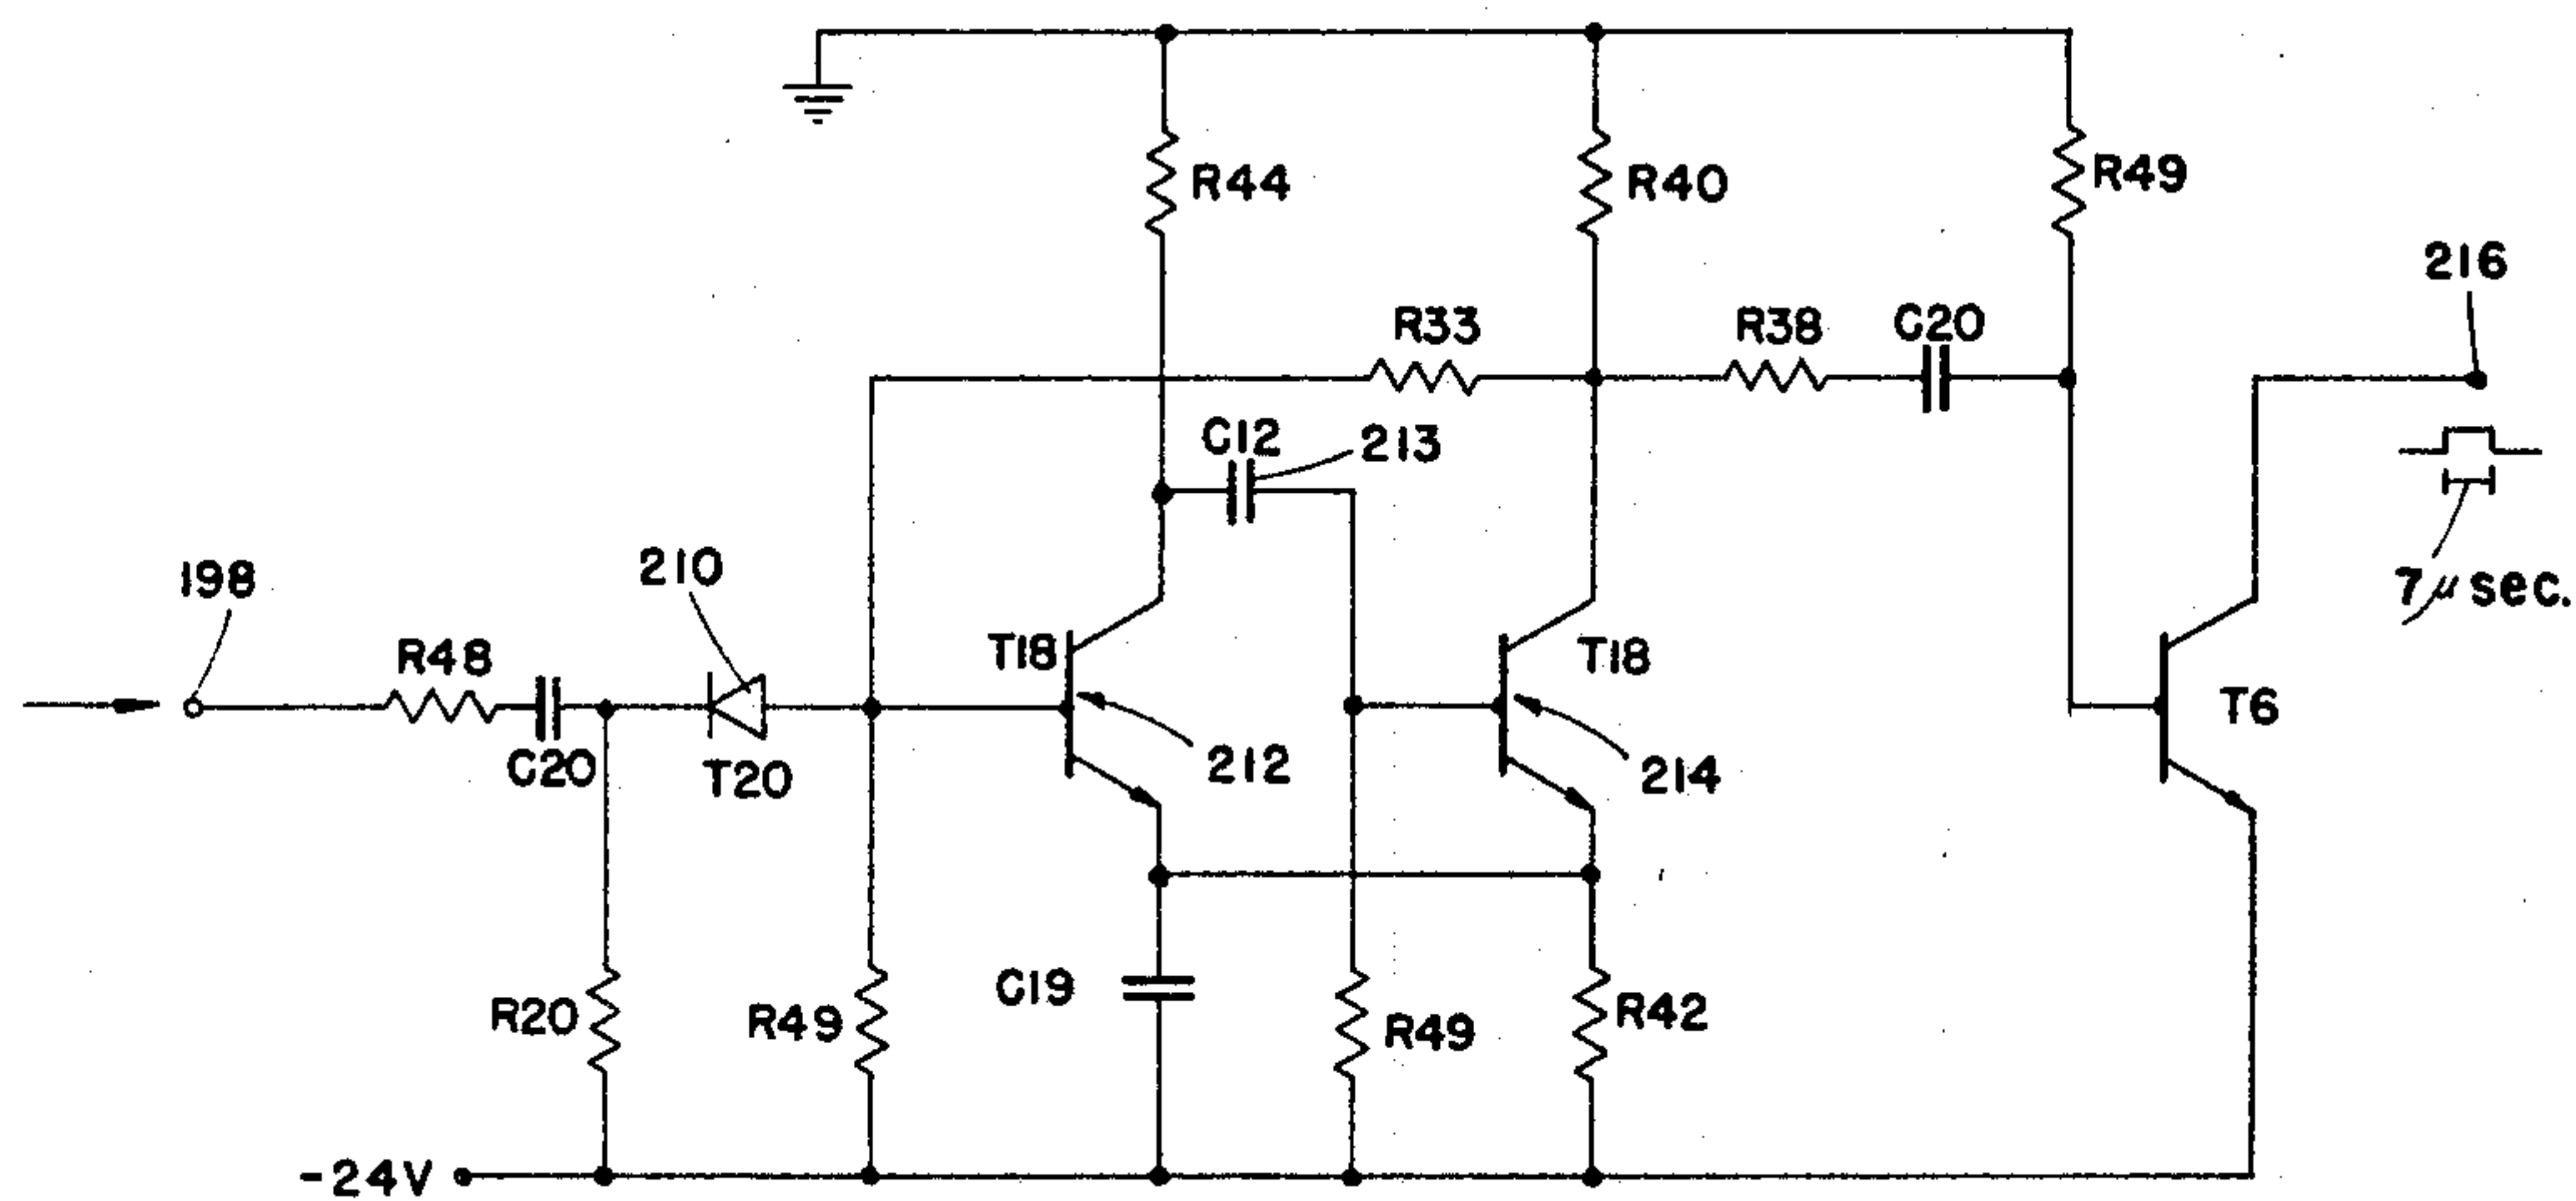 R44
R40
R49
216
R33
R38
C20
C12
213
7 μ sec.
198
210
R48
T18
T18
C20
T20
212
214
T6
R20
R49
C19
R49
R42
-24V